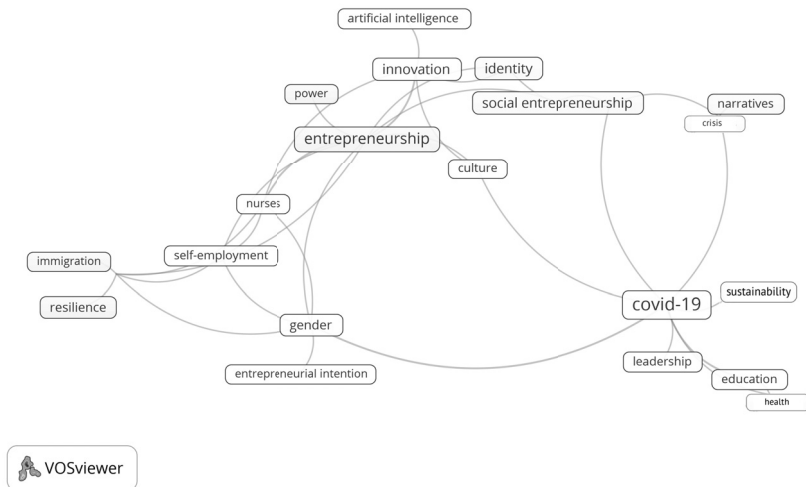 artificial intelligence
innovation
identity
power
social entrepreneurship
narratives
crisis
entrepreneurship
culture
nurses
self-employment
immigration
resilience
gender
covid-19
sustainability
leadership
entrepreneurial intention
education
health
VOSviewer